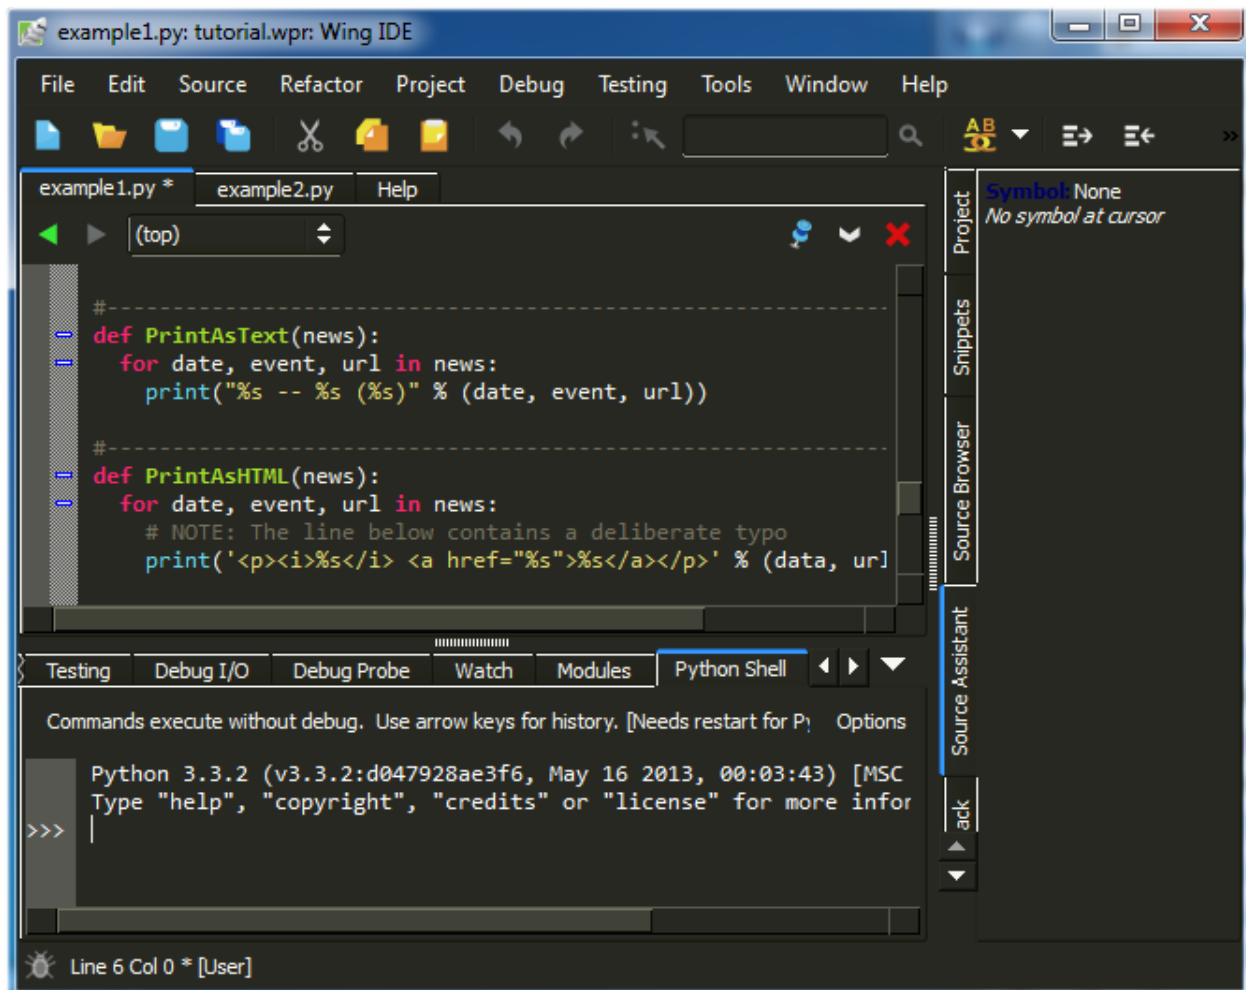 example1.py: tutorial.wpr: Wing IDE
File Edit Source Refactor Project Debug Testing Tools Window Help
AB
example1.py * example2.py Help
(top)
#------------------------------------------------------------
def PrintAsText(news):
  for date, event, url in news:
    print("%s -- %s (%s)" % (date, event, url))
#------------------------------------------------------------
def PrintAsHTML(news):
  for date, event, url in news:
    # NOTE: The line below contains a deliberate typo
    print('<p><i>%s</i> <a href="%s">%s</a></p>' % (data, url
Testing Debug I/O Debug Probe Watch Modules Python Shell
Commands execute without debug. Use arrow keys for history. [Needs restart for Py Options
Python 3.3.2 (v3.3.2:d047928ae3f6, May 16 2013, 00:03:43) [MSC
Type "help", "copyright", "credits" or "license" for more infor
>>>
Line 6 Col 0 * [User]
Project
Snippets
Source Browser
Source Assistant
ack
Symbol: None
No symbol at cursor